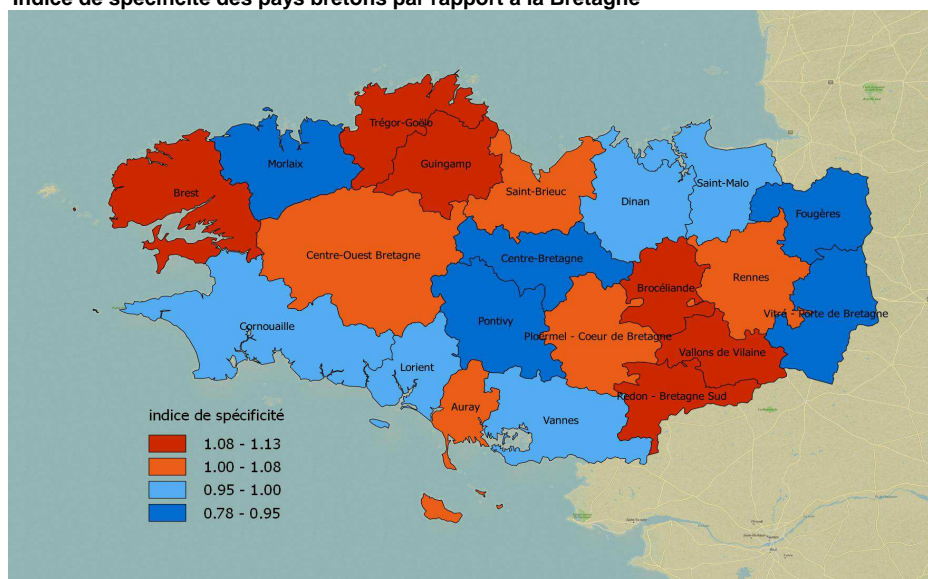 Indice de spécificité des pays bretons par rapport à la Bretagne
Trégor-Goëlo
Morlaix
Guingamp
Brest
Saint-Brieuc
Saint-Malo
Dinan
Fougères
Centre-Ouest Bretagne
Centre-Bretagne
Rennes
Brocéliande
Vitré - Porte de Bretagne
Pontivy
Cornouaille
Ploërmel - Coeur de Bretagne
Vallons de Vilaine
Lorient
Redon - Bretagne Sud
Auray
Vannes
indice de spécificité
1.08 - 1.13
1.00 - 1.08
0.95 - 1.00
0.78 - 0.95